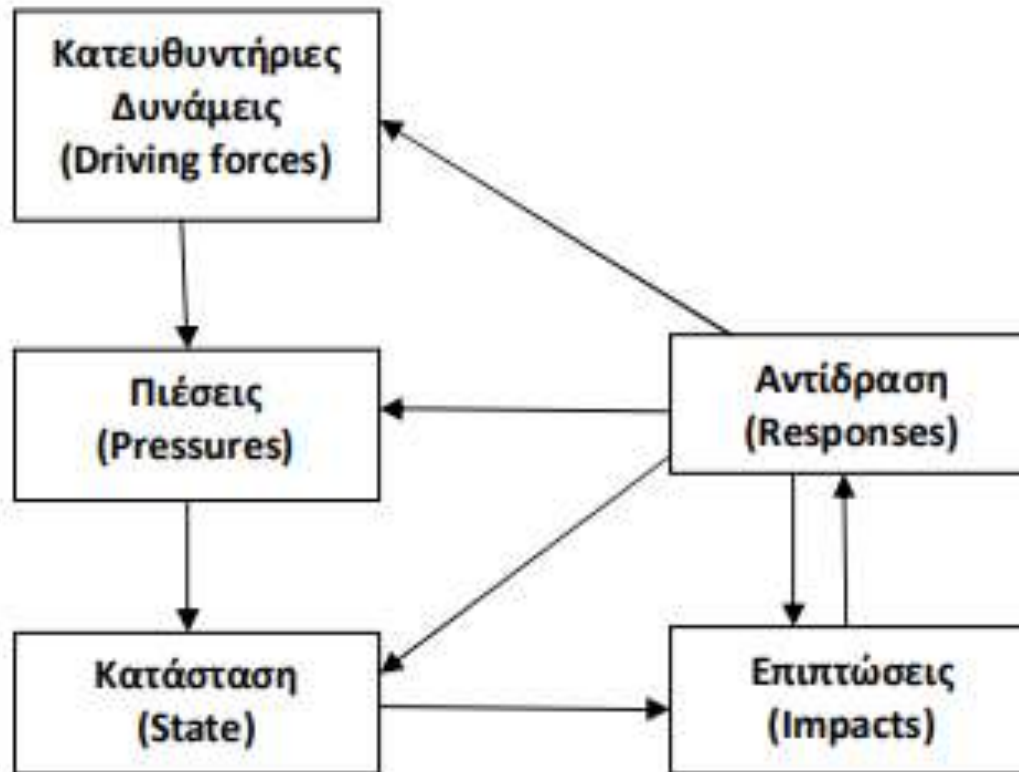 Κατευθυντήριες
Δυνάμεις
(Driving forces)
Πιέσεις
(Pressures)
Αντίδραση
(Responses)
Κατάσταση
(State)
Επιπτώσεις
(Impacts)